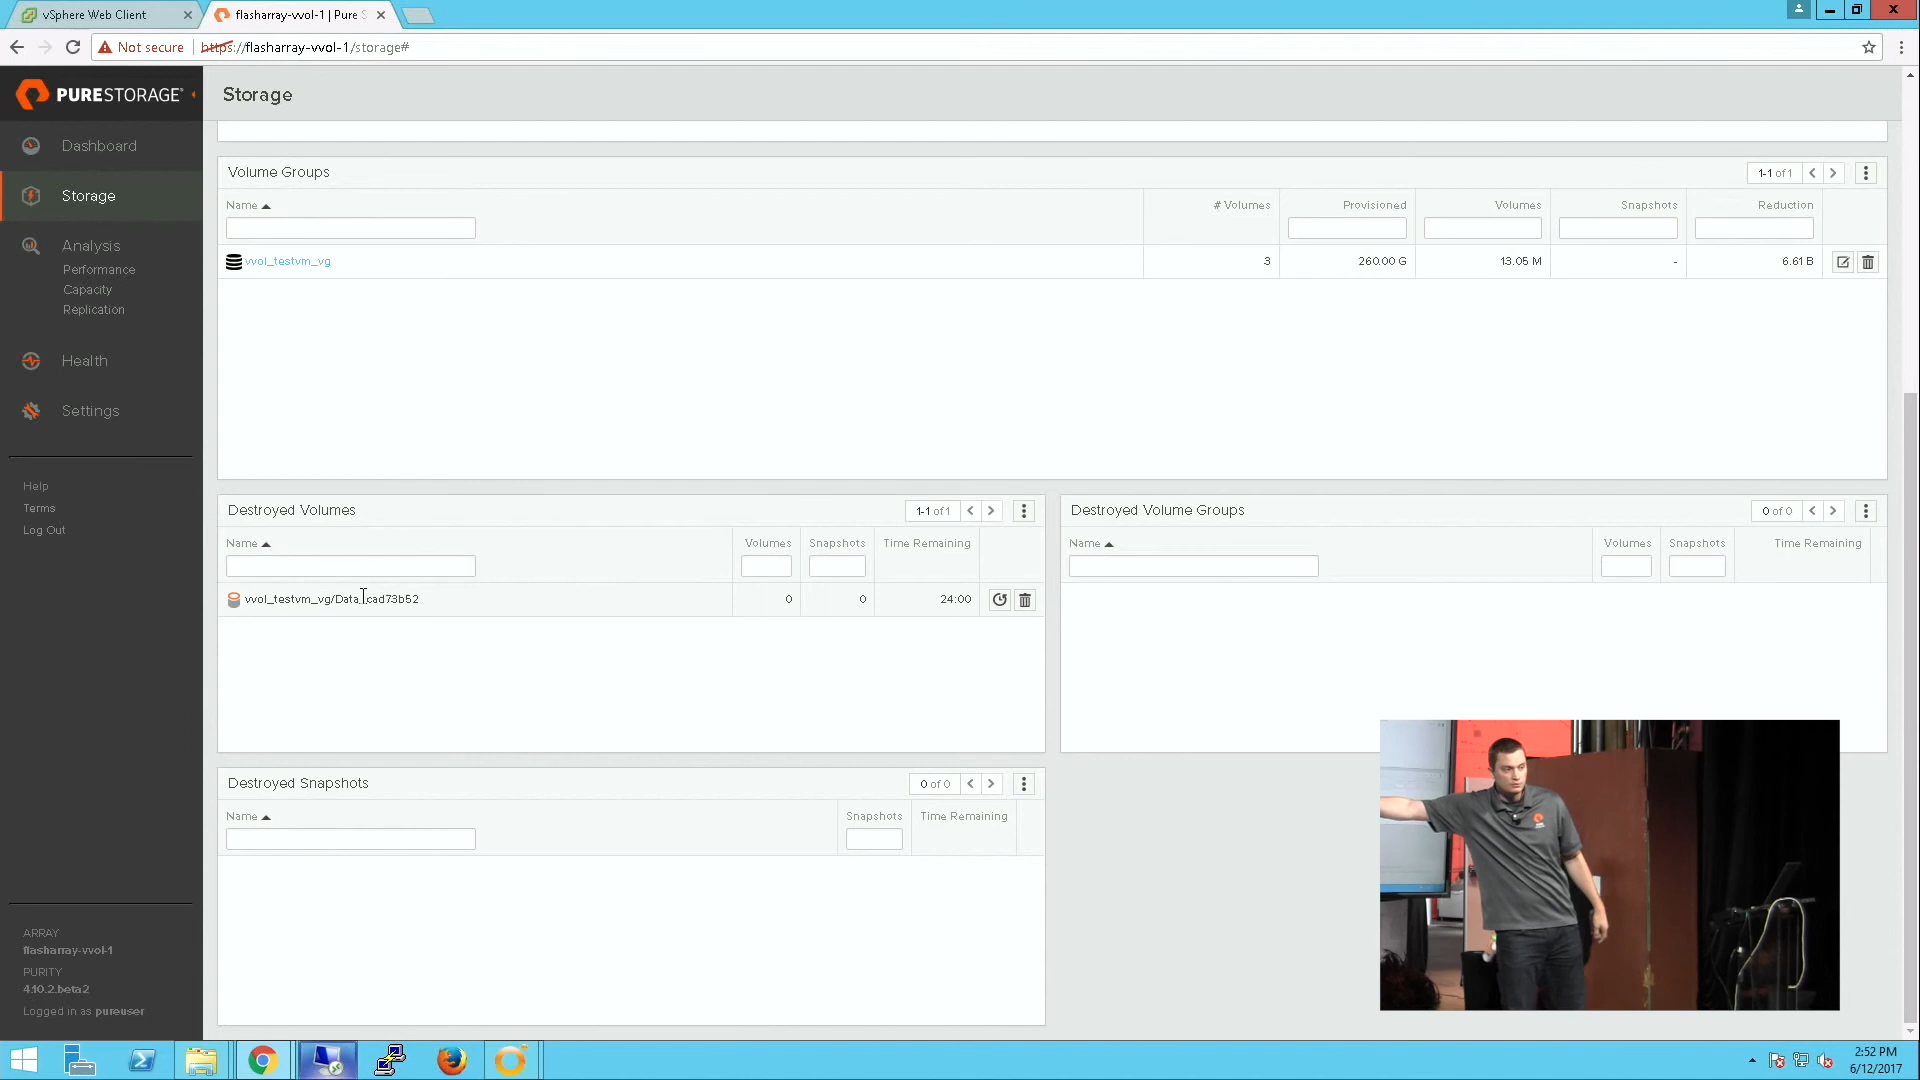 vSphere Web Client
flasharray-vvol-1 | Pure S
Not secure
https://flasharray-vvol-1/storage#
PURESTORAGE
Storage
Dashboard
Storage
Analysis
Performance
Capacity
Replication
Health
Settings
Help
Terms
Log Out
ARRAY
flasharray-vvol-1
PURITY
4.10.2.beta2
Logged in as pureuser
Volume Groups
1-1 of 1
Name # Volumes Provisioned Volumes Snapshots Reduction
vvol_testvm_vg 3 260.00 G 13.05 M - 6.61 B
Destroyed Volumes
1-1 of 1
Name Volumes Snapshots Time Remaining
vvol_testvm_vg/Data_cad73b52 0 0 24:00
Destroyed Volume Groups
0 of 0
Name Volumes Snapshots Time Remaining
Destroyed Snapshots
0 of 0
Name Snapshots Time Remaining
2:52 PM
6/12/2017